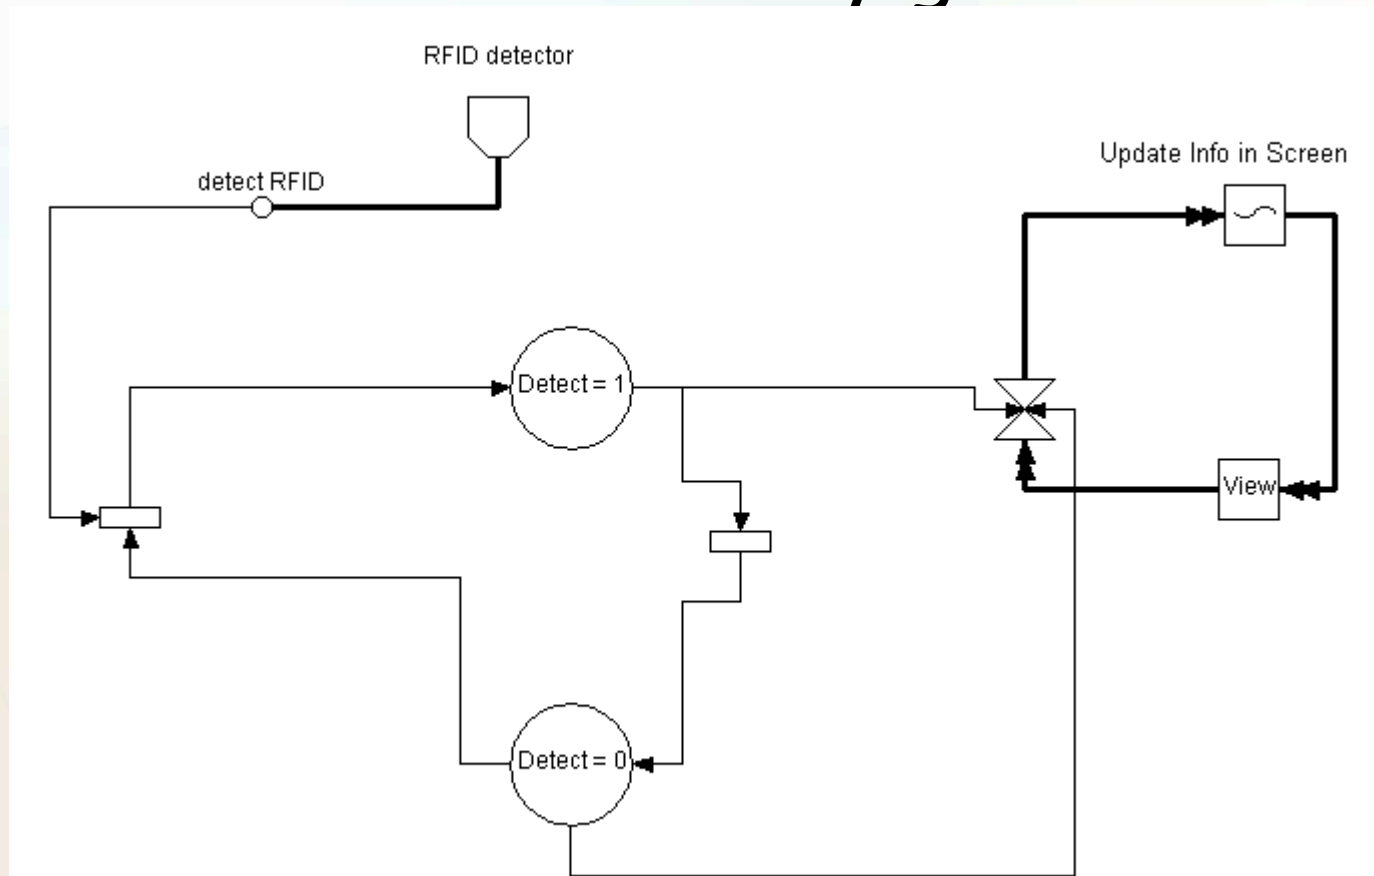 RFID detector
Update Info in Screen
detect RFID
Detect = 1
View
Detect = 0